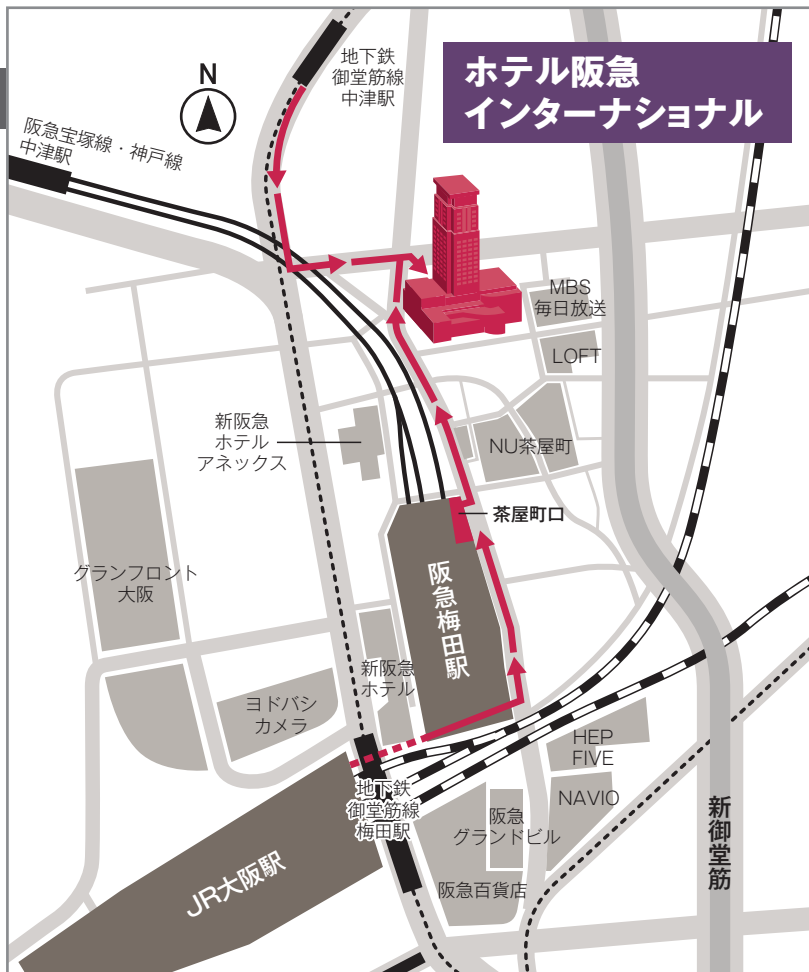 ホテル阪急
インターナショナル
地下鉄
御堂筋線
中津駅
N
阪急宝塚線・神戸線
中津駅
MBS
毎日放送
LOFT
新阪急
ホテル
アネックス
NU茶屋町
茶屋町口
グランフロント
大阪
阪急梅田駅
新阪急
ホテル
ヨドバシ
カメラ
HEP
FIVE
地下鉄
御堂筋線
梅田駅
NAVIO
阪急
グランドビル
新御堂筋
JR大阪駅
阪急百貨店